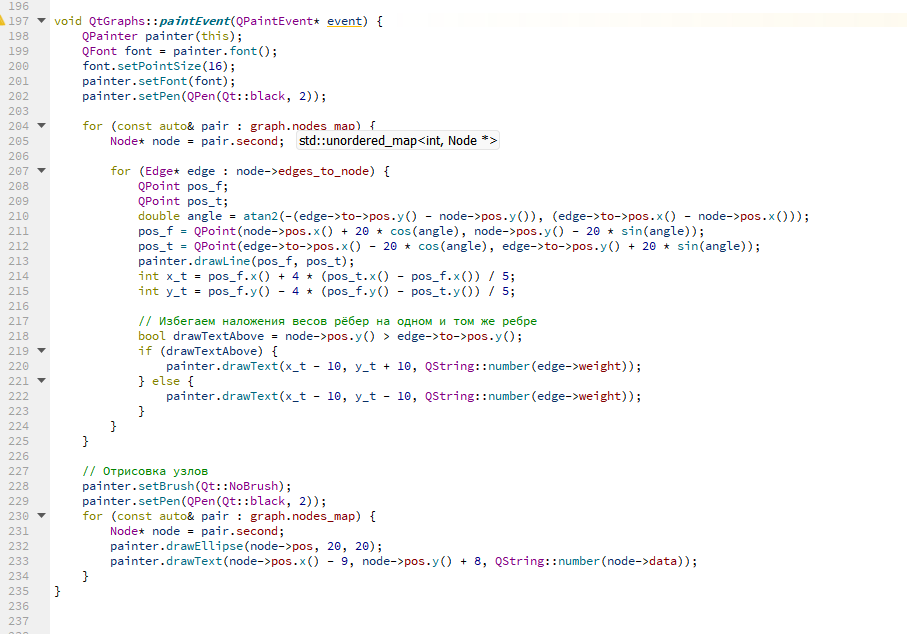 196
197 void QtGraphs::paintEvent(QPaintEvent* event) {
198 QPainter painter(this);
199 QFont font = painter.font();
200 font.setPointSize(16);
201 painter.setFont(font);
202 painter.setPen(QPen(Qt::black, 2));
203
204 for (const auto& pair : graph.nodes_map) {
205 Node* node = pair.second; std::unordered_map<int, Node *>
206
207 for (Edge* edge : node->edges_to_node) {
208 QPoint pos_f;
209 QPoint pos_t;
210 double angle = atan2(-(edge->to->pos.y() - node->pos.y()), (edge->to->pos.x() - node->pos.x()));
211 pos_f = QPoint(node->pos.x() + 20 * cos(angle), node->pos.y() - 20 * sin(angle));
212 pos_t = QPoint(edge->to->pos.x() - 20 * cos(angle), edge->to->pos.y() + 20 * sin(angle));
213 painter.drawLine(pos_f, pos_t);
214 int x_t = pos_f.x() + 4 * (pos_t.x() - pos_f.x()) / 5;
215 int y_t = pos_f.y() - 4 * (pos_f.y() - pos_t.y()) / 5;
216
217 // Избегаем наложения весов рёбер на одном и том же ребре
218 bool drawTextAbove = node->pos.y() > edge->to->pos.y();
219 if (drawTextAbove) {
220 painter.drawText(x_t - 10, y_t + 10, QString::number(edge->weight));
221 } else {
222 painter.drawText(x_t - 10, y_t - 10, QString::number(edge->weight));
223 }
224 }
225 }
226
227 // Отрисовка узлов
228 painter.setBrush(Qt::NoBrush);
229 painter.setPen(QPen(Qt::black, 2));
230 for (const auto& pair : graph.nodes_map) {
231 Node* node = pair.second;
232 painter.drawEllipse(node->pos, 20, 20);
233 painter.drawText(node->pos.x() - 9, node->pos.y() + 8, QString::number(node->data));
234 }
235 }
236
237